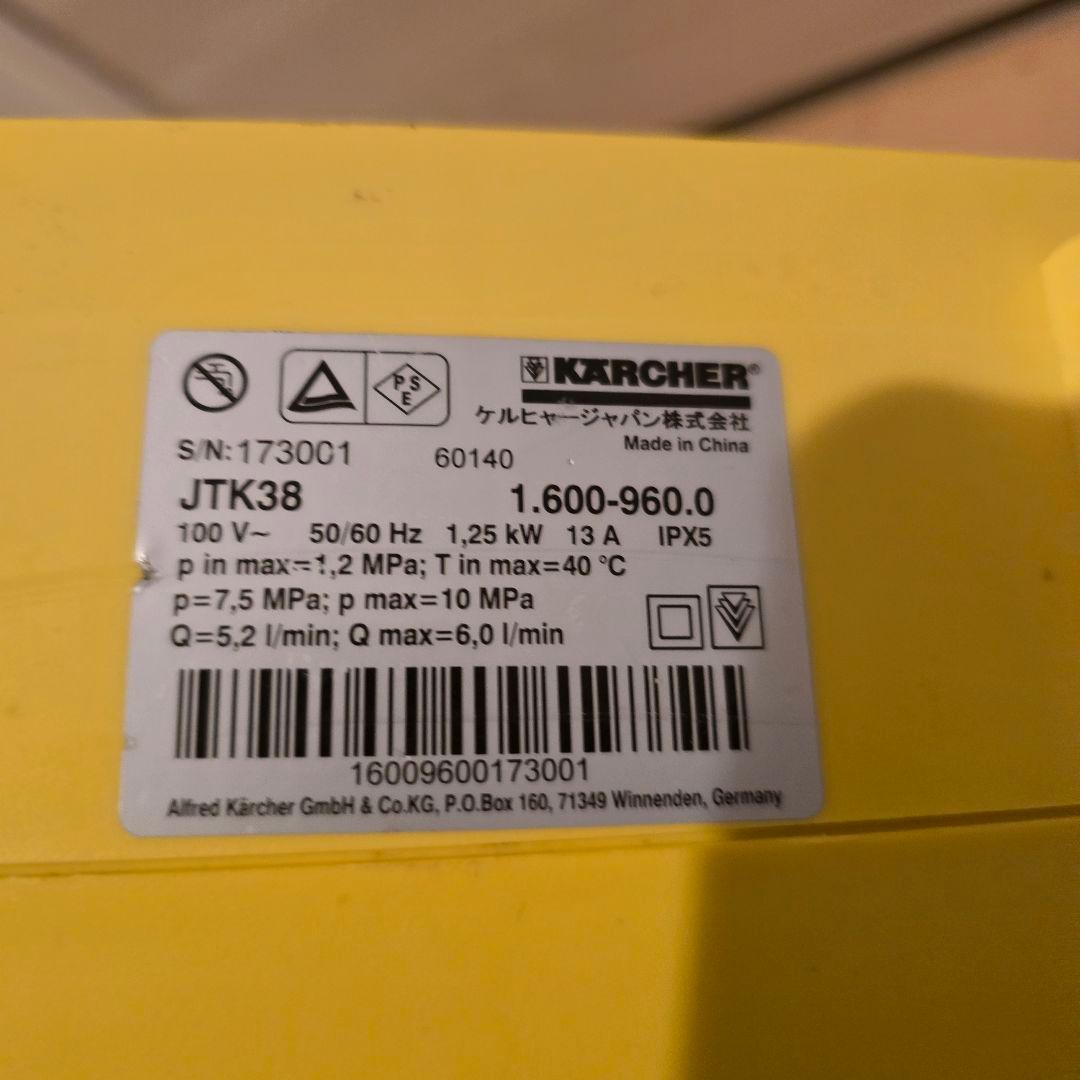 KÄRCHER®
PSE
ケルヒャージャパン株式会社
Made in China
S/N: 173001 60140
JTK38 1.600-960.0
100 V~ 50/60 Hz 1,25 kW 13 A IPX5
p in max=1,2 MPa; T in max=40 °C
p=7,5 MPa; p max=10 MPa
Q=5,2 l/min; Q max=6,0 l/min
16009600173001
Alfred Kärcher GmbH & Co.KG, P.O.Box 160, 71349 Winnenden, Germany